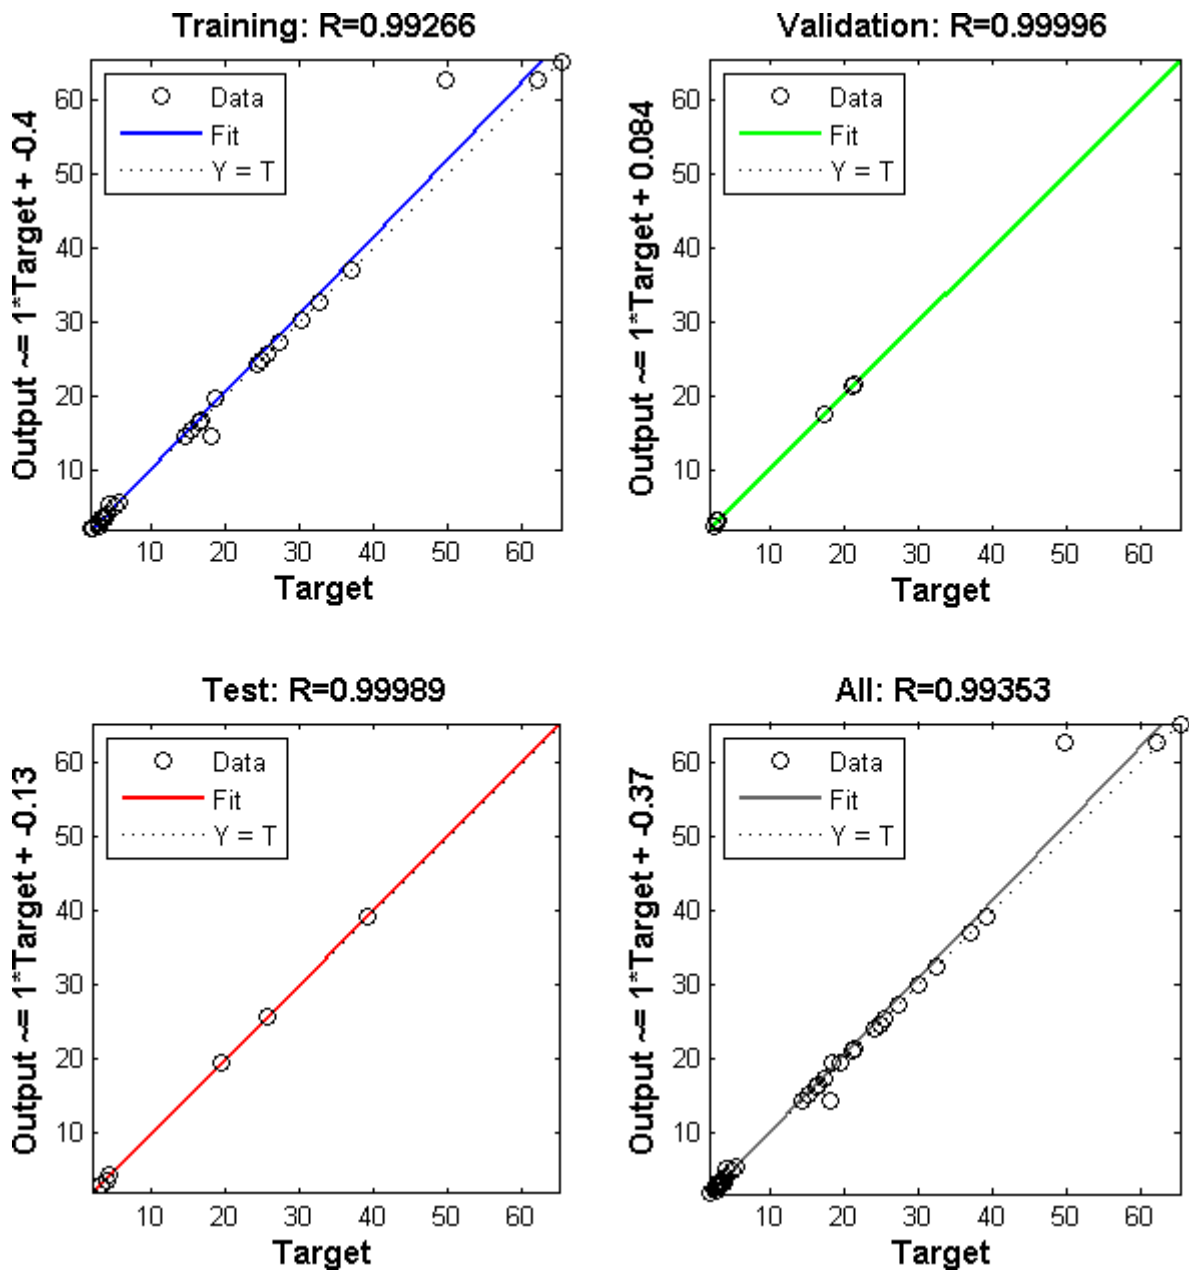 Training: R=0.99266
Output ~= 1*Target + -0.4
60
50
40
30
20
10
Data
Fit
Y = T
10 20 30 40 50 60
Target
Validation: R=0.99996
Output ~= 1*Target + 0.084
60
50
40
30
20
10
Data
Fit
Y = T
10 20 30 40 50 60
Target
Test: R=0.99989
Output ~= 1*Target + -0.13
60
50
40
30
20
10
Data
Fit
Y = T
10 20 30 40 50 60
Target
All: R=0.99353
Output ~= 1*Target + -0.37
60
50
40
30
20
10
Data
Fit
Y = T
10 20 30 40 50 60
Target